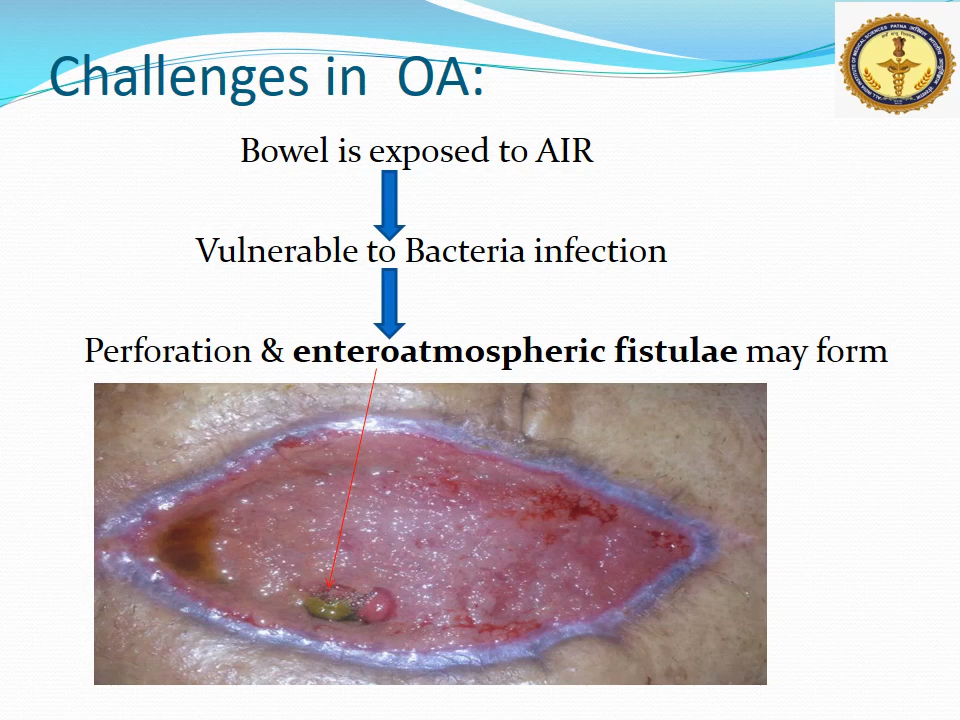 Challenges in OA:
Bowel is exposed to AIR
Vulnerable to Bacteria infection
Perforation & enteroatmospheric fistulae may form